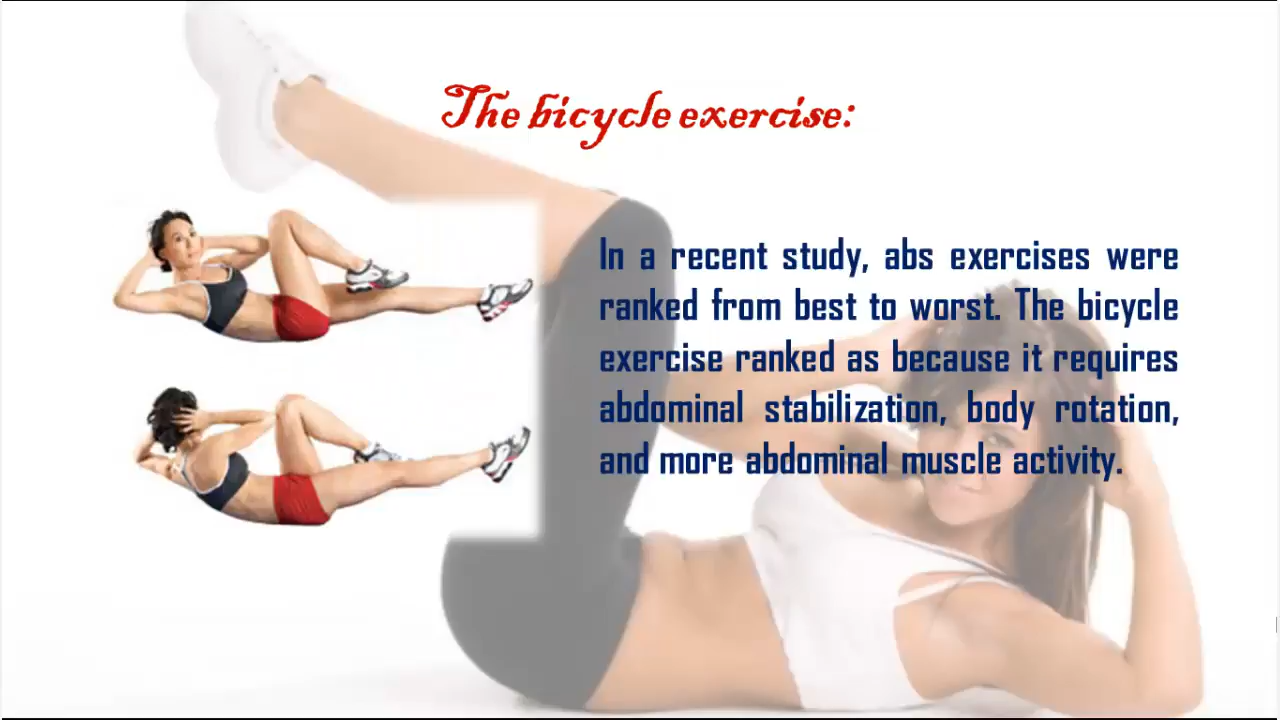 The bicycle exercise:
In a recent study, abs exercises were
ranked from best to worst. The bicycle
exercise ranked as because it requires
abdominal stabilization, body rotation,
and more abdominal muscle activity.